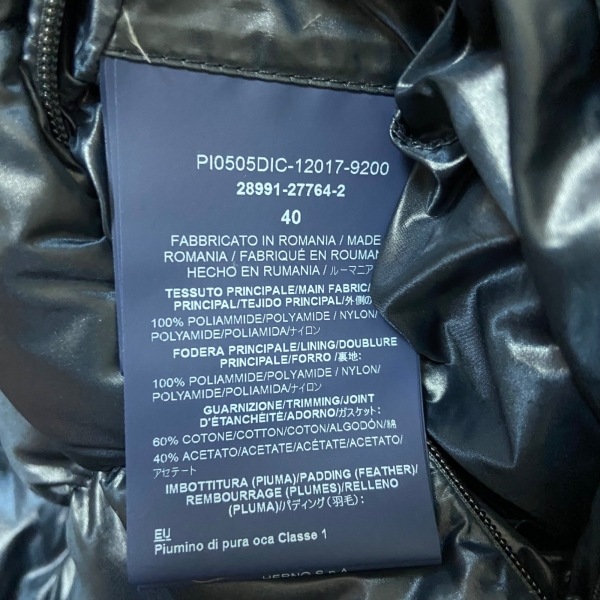 PI0505DIC-12017-9200
28991-27764-2
40
FABBRICATO IN ROMANIA / MADE
ROMANIA / FABRIQUÉ EN ROUMAN
HECHO EN RUMANIA / ルーマニア
TESSUTO PRINCIPALE/MAIN FABRIC/
PRINCIPAL/TEJIDO PRINCIPAL/外側の
100% POLIAMMIDE/POLYAMIDE / NYLON/
POLYAMIDE/POLIAMIDA/ナイロン
FODERA PRINCIPALE/LINING/DOUBLURE
PRINCIPALE/FORRO /裏地:
100% POLIAMMIDE/POLYAMIDE / NYLON/
POLYAMIDE/POLIAMIDA/ナイロン
GUARNIZIONE/TRIMMING/JOINT
D'ÉTANCHÉITÉ/ADORNO/ガスケット:
60% COTONE/COTTON/COTON/ALGODÓN/綿
40% ACETATO/ACETATE/ACÉTATE/ACETATO/
アセテート
IMBOTTITURA (PIUMA)/PADDING (FEATHER)/
REMBOURRAGE (PLUMES)/RELLENO
(PLUMA)/パディング(羽毛):
EU
Piumino di pura oca Classe 1
HERNO S.p.A.